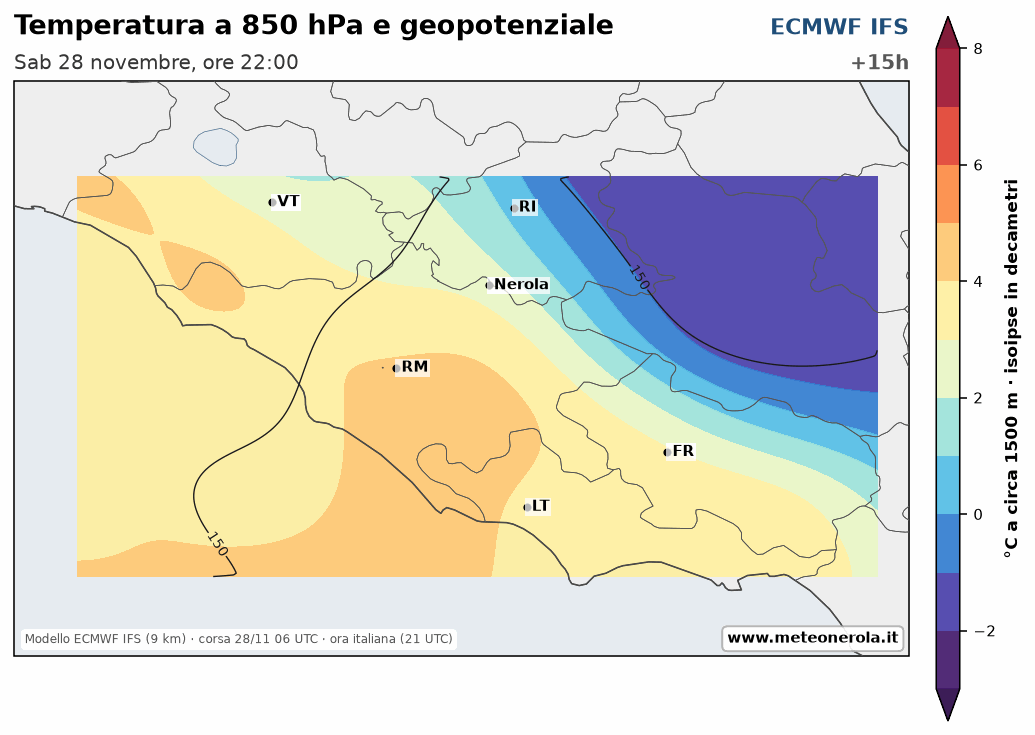 Temperatura a 850 hPa e geopotenziale
ECMWF IFS
Sab 28 novembre, ore 22:00
+15h
VT
RI
150
Nerola
RM
FR
LT
150
Modello ECMWF IFS (9 km) · corsa 28/11 06 UTC · ora italiana (21 UTC)
www.meteonerola.it
8
6
4
2
0
−2
°C a circa 1500 m · isoipse in decametri